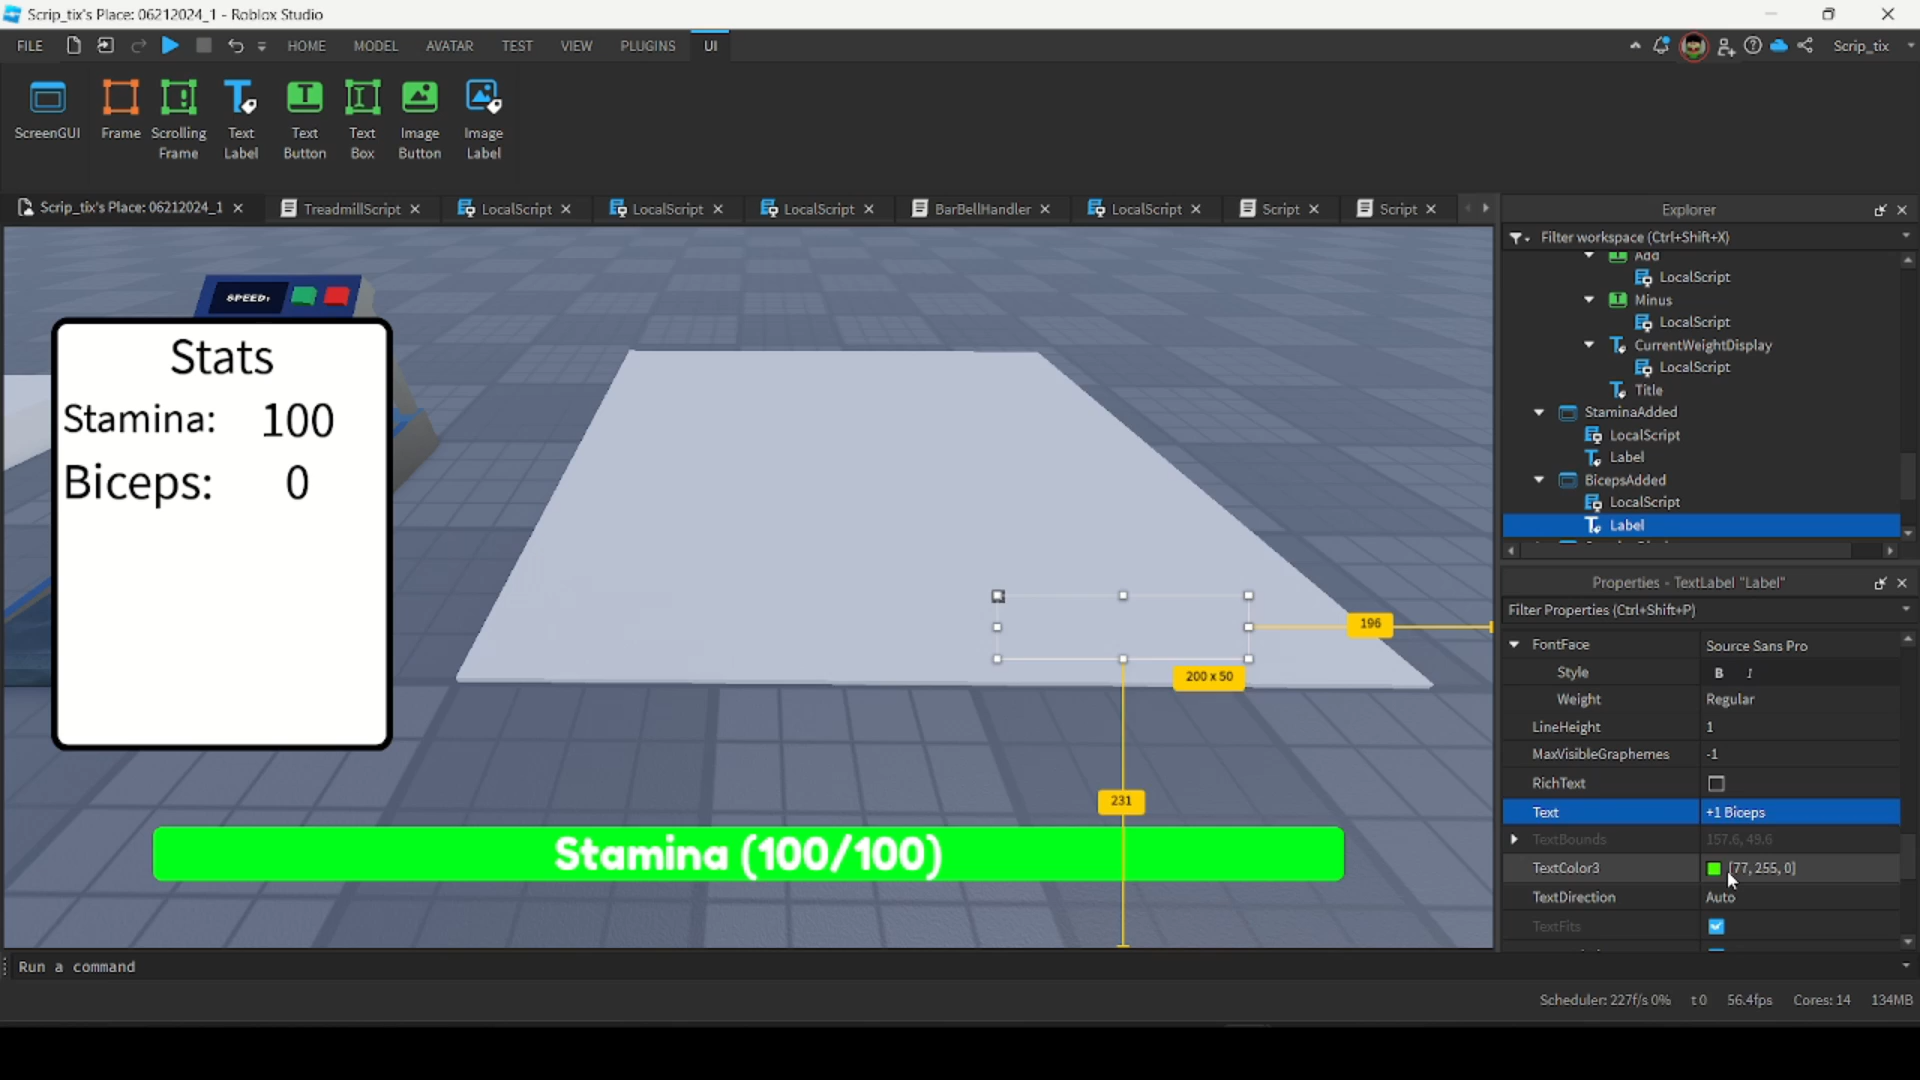 Scrip_tix's Place: 06212024_1 - Roblox Studio
FILE HOME MODEL AVATAR TEST VIEW PLUGINS UI Scrip_tix
ScreenGUI
Frame
Scrolling Frame
Text Label
Text Button
Text Box
Image Button
Image Label
Scrip_tix's Place: 06212024_1 TreadmillScript LocalScript LocalScript LocalScript BarBellHandler LocalScript Script Script
SPEED:
Stats
Stamina: 100
Biceps: 0
196
200 x 50
231
Stamina (100/100)
Explorer
Filter workspace (Ctrl+Shift+X)
Add
LocalScript
Minus
LocalScript
CurrentWeightDisplay
LocalScript
Title
StaminaAdded
LocalScript
Label
BicepsAdded
LocalScript
Label
Properties - TextLabel "Label"
Filter Properties (Ctrl+Shift+P)
FontFace Source Sans Pro
Style B I
Weight Regular
LineHeight 1
MaxVisibleGraphemes -1
RichText
Text +1 Biceps
TextBounds 157.6, 49.6
TextColor3 [77, 255, 0]
TextDirection Auto
TextFits
Run a command
Scheduler: 227f/s 0% t 0 56.4fps Cores: 14 134MB